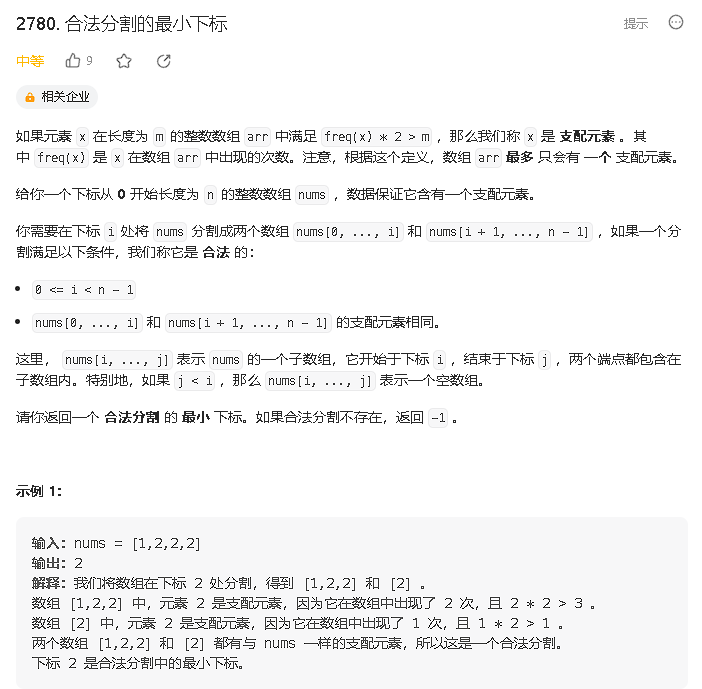 2780. 合法分割的最小下标
提示
中等 9
相关企业
如果元素 x 在长度为 m 的整数数组 arr 中满足 freq(x) * 2 > m ，那么我们称 x 是 支配元素 。其
中 freq(x) 是 x 在数组 arr 中出现的次数。注意，根据这个定义，数组 arr 最多 只会有 一个 支配元素。
给你一个下标从 0 开始长度为 n 的整数数组 nums ，数据保证它含有一个支配元素。
你需要在下标 i 处将 nums 分割成两个数组 nums[0, ..., i] 和 nums[i + 1, ..., n - 1] ，如果一个分
割满足以下条件，我们称它是 合法 的：
• 0 <= i < n - 1
• nums[0, ..., i] 和 nums[i + 1, ..., n - 1] 的支配元素相同。
这里， nums[i, ..., j] 表示 nums 的一个子数组，它开始于下标 i ，结束于下标 j ，两个端点都包含在
子数组内。特别地，如果 j < i ，那么 nums[i, ..., j] 表示一个空数组。
请你返回一个 合法分割 的 最小 下标。如果合法分割不存在，返回 -1 。
示例 1：
输入：nums = [1,2,2,2]
输出：2
解释：我们将数组在下标 2 处分割，得到 [1,2,2] 和 [2] 。
数组 [1,2,2] 中，元素 2 是支配元素，因为它在数组中出现了 2 次，且 2 * 2 > 3 。
数组 [2] 中，元素 2 是支配元素，因为它在数组中出现了 1 次，且 1 * 2 > 1 。
两个数组 [1,2,2] 和 [2] 都有与 nums 一样的支配元素，所以这是一个合法分割。
下标 2 是合法分割中的最小下标。